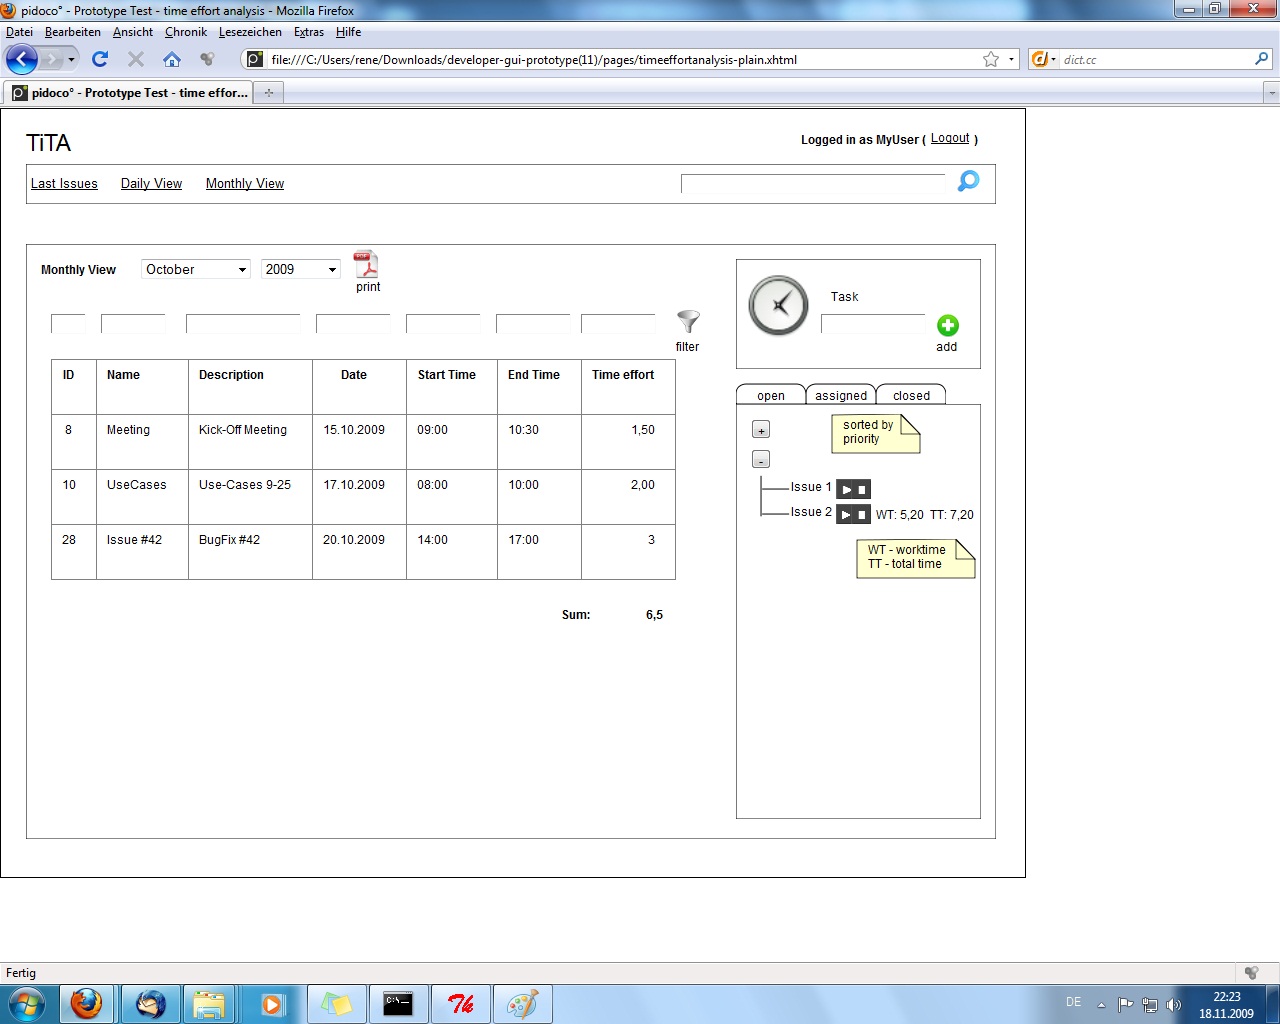 pidoco° - Prototype Test - time effort analysis - Mozilla Firefox
Datei Bearbeiten Ansicht Chronik Lesezeichen Extras Hilfe
file:///C:/Users/rene/Downloads/developer-gui-prototype(11)/pages/timeeffortanalysis-plain.xhtml
dict.cc
pidoco° - Prototype Test - time effor...
TiTA
Logged in as MyUser ( Logout )
Last Issues Daily View Monthly View
Monthly View October 2009
print
filter
ID Name Description Date Start Time End Time Time effort
8 Meeting Kick-Off Meeting 15.10.2009 09:00 10:30 1,50
10 UseCases Use-Cases 9-25 17.10.2009 08:00 10:00 2,00
28 Issue #42 BugFix #42 20.10.2009 14:00 17:00 3
Sum: 6,5
Task
add
open assigned closed
sorted by
priority
Issue 1
Issue 2 WT: 5,20 TT: 7,20
WT - worktime
TT - total time
Fertig
DE
22:23
18.11.2009